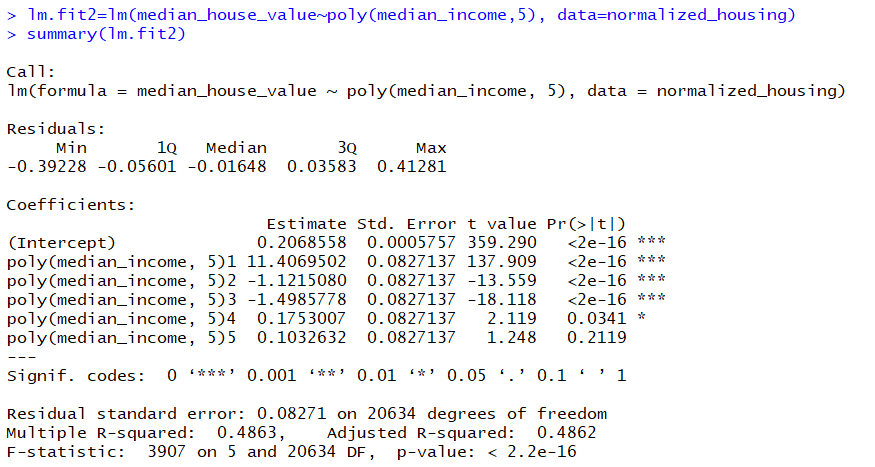 > lm.fit2=lm(median_house_value~poly(median_income,5), data=normalized_housing)
> summary(lm.fit2)
Call:
lm(formula = median_house_value ~ poly(median_income, 5), data = normalized_housing)
Residuals:
     Min       1Q   Median       3Q      Max
-0.39228 -0.05601 -0.01648  0.03583  0.41281
Coefficients:
                          Estimate Std. Error t value Pr(>|t|)
(Intercept)              0.2068558  0.0005757 359.290   <2e-16 ***
poly(median_income, 5)1 11.4069502  0.0827137 137.909   <2e-16 ***
poly(median_income, 5)2 -1.1215080  0.0827137 -13.559   <2e-16 ***
poly(median_income, 5)3 -1.4985778  0.0827137 -18.118   <2e-16 ***
poly(median_income, 5)4  0.1753007  0.0827137   2.119   0.0341 *
poly(median_income, 5)5  0.1032632  0.0827137   1.248   0.2119
---
Signif. codes:  0 ‘***’ 0.001 ‘**’ 0.01 ‘*’ 0.05 ‘.’ 0.1 ‘ ’ 1
Residual standard error: 0.08271 on 20634 degrees of freedom
Multiple R-squared:  0.4863,    Adjusted R-squared:  0.4862
F-statistic:  3907 on 5 and 20634 DF,  p-value: < 2.2e-16